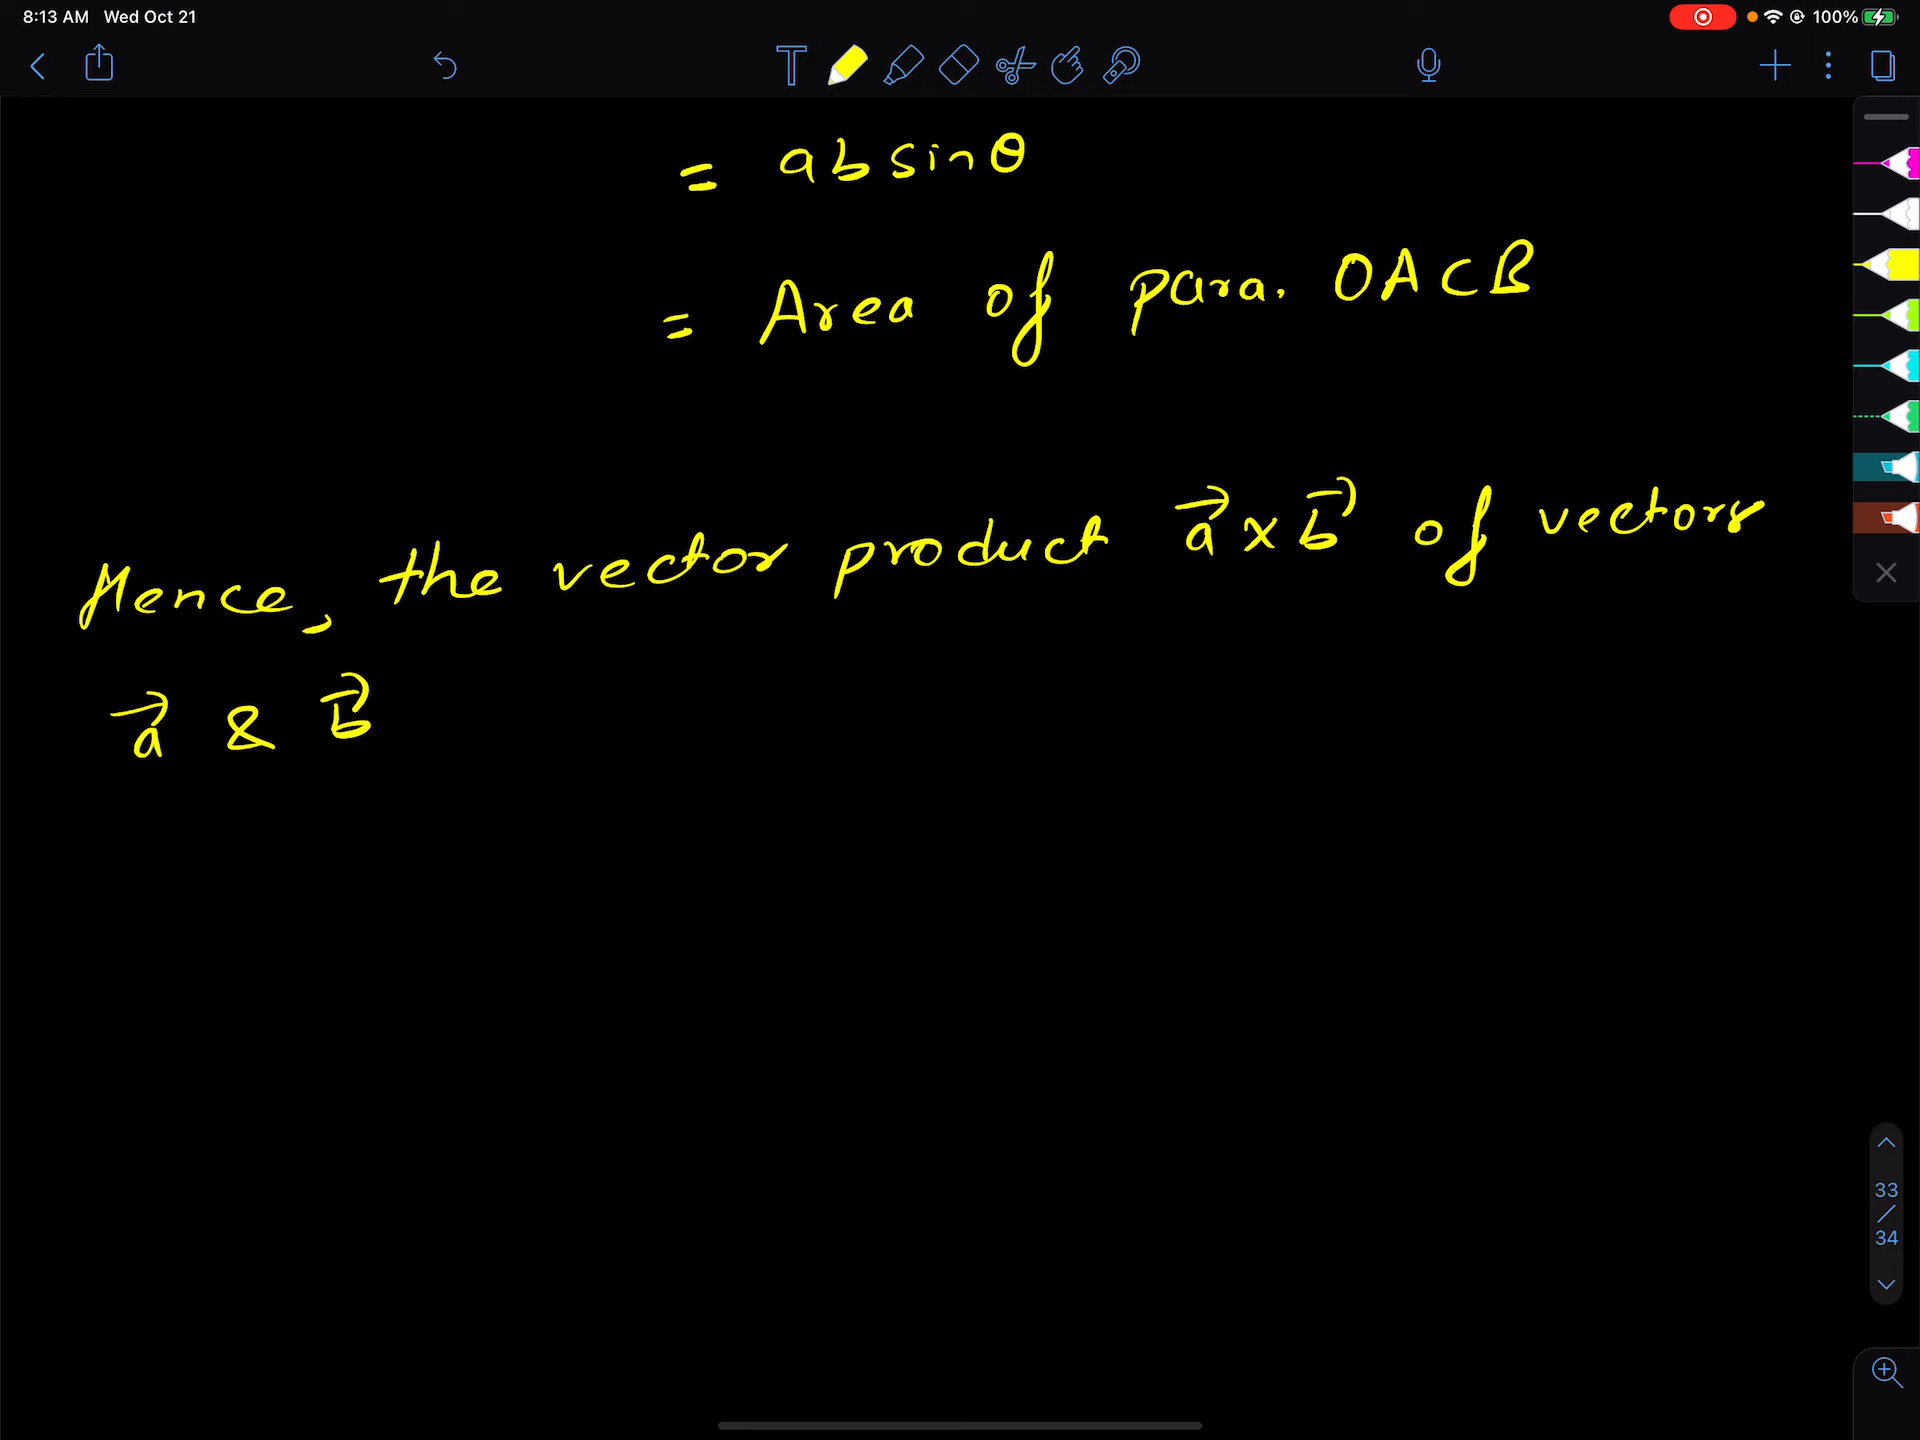 8:13 AM Wed Oct 21 100%
= ab sinθ
= Area of para. OACB
Hence, the vector product a⃗ × b⃗ of vectors
a⃗ & b⃗
33
/
34